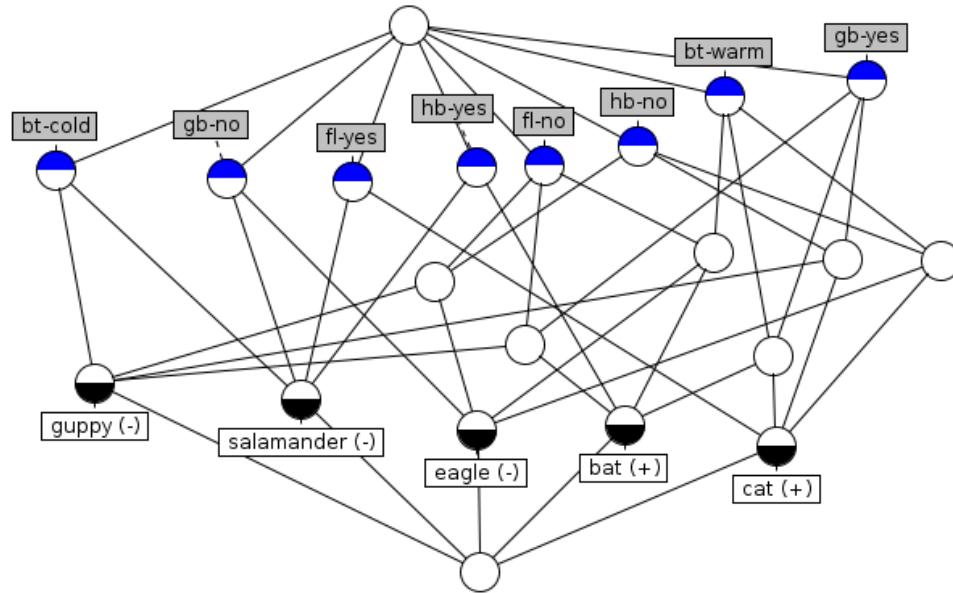 gb-yes
bt-warm
hb-yes
hb-no
bt-cold
gb-no
fl-yes
fl-no
guppy (-)
salamander (-)
eagle (-)
bat (+)
cat (+)